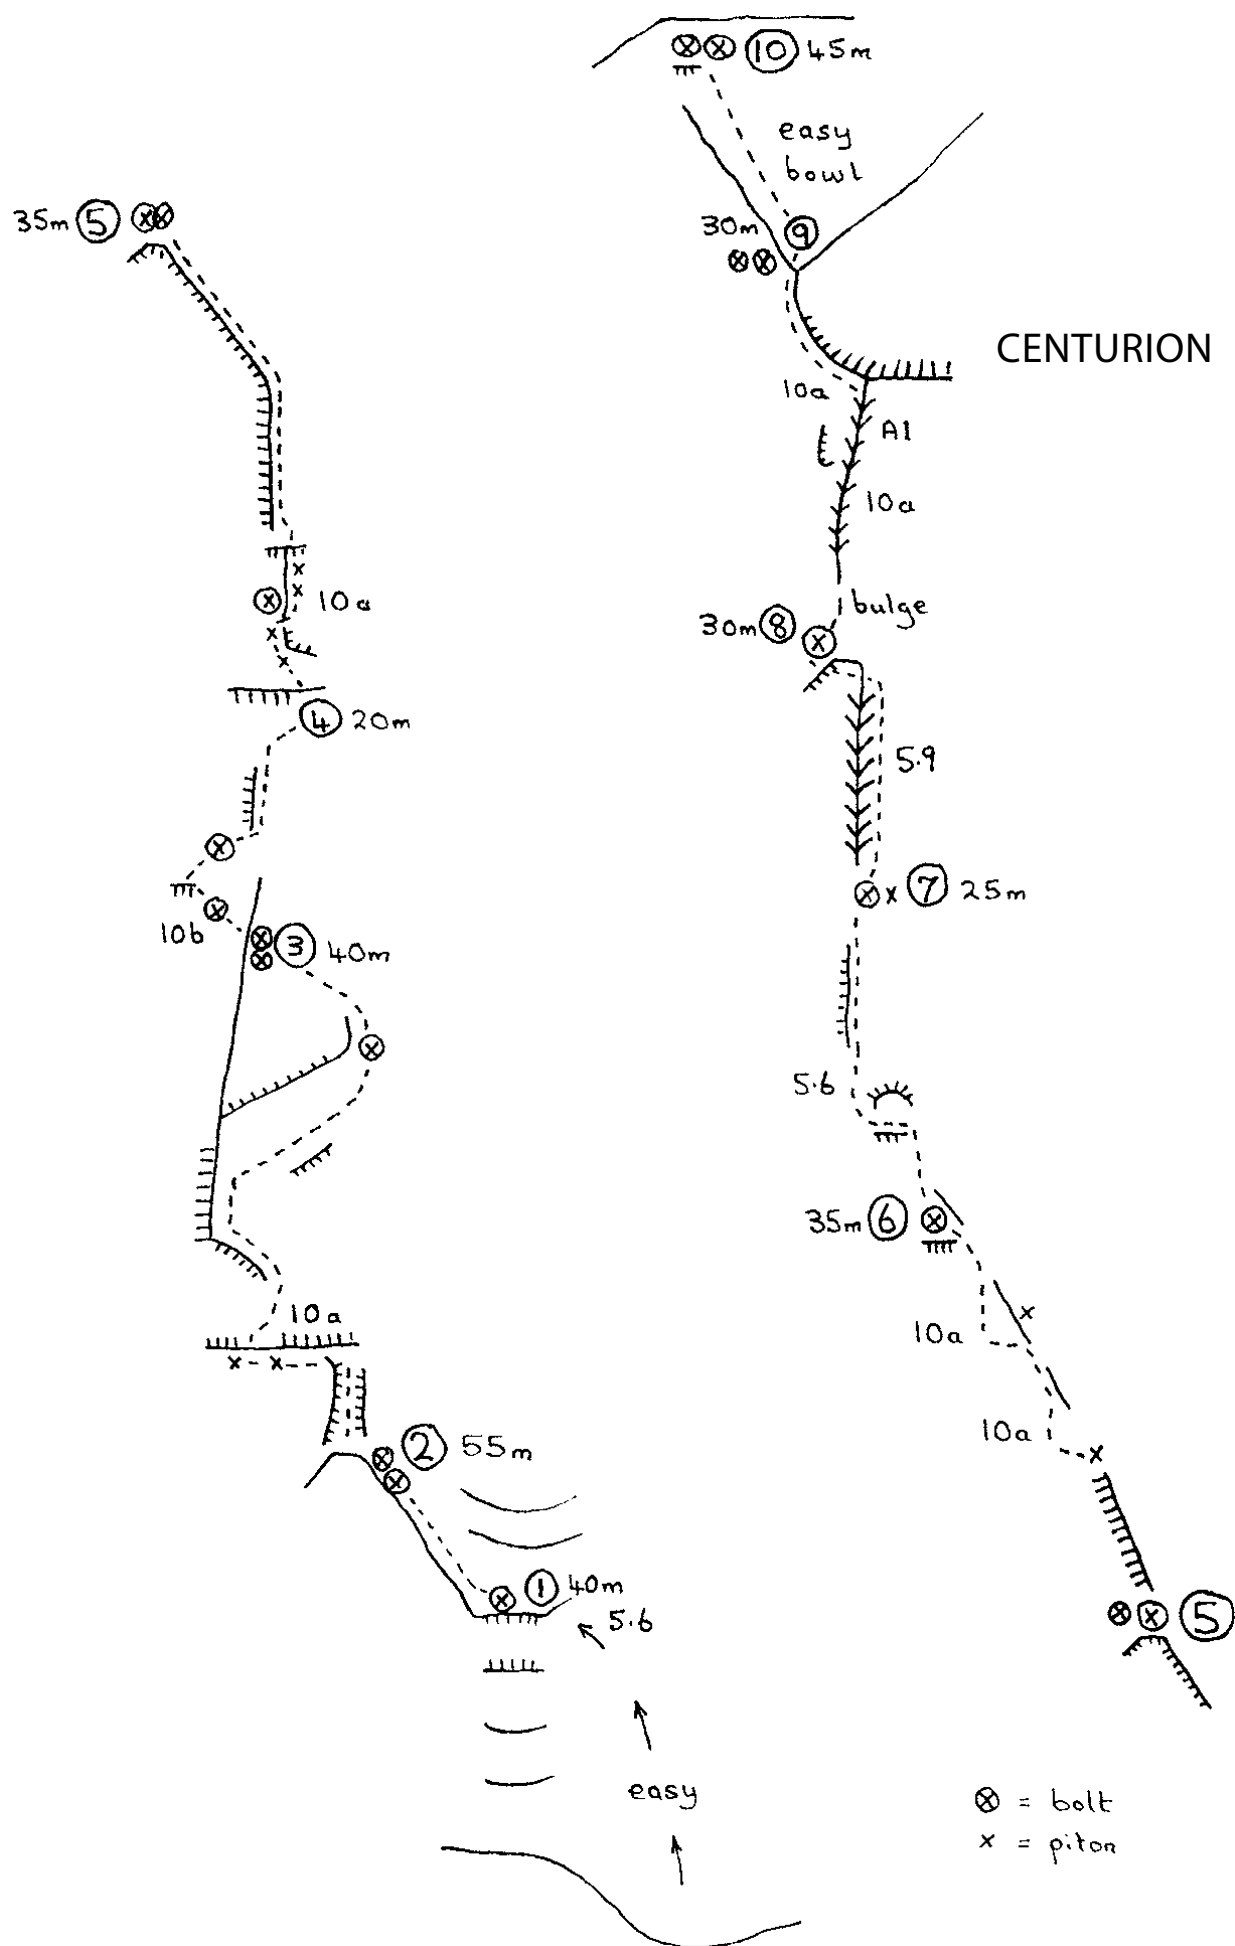 ⑩ 45m
easy
bowl
30m ⑨
CENTURION
10a
A1
10a
bulge
30m ⑧
5.9
⑦ 25m
5.6
35m ⑥
10a
10a
⑤
35m ⑤
10a
④ 20m
10b
③ 40m
10a
② 55m
① 40m
5.6
easy
⊗ = bolt
x = piton